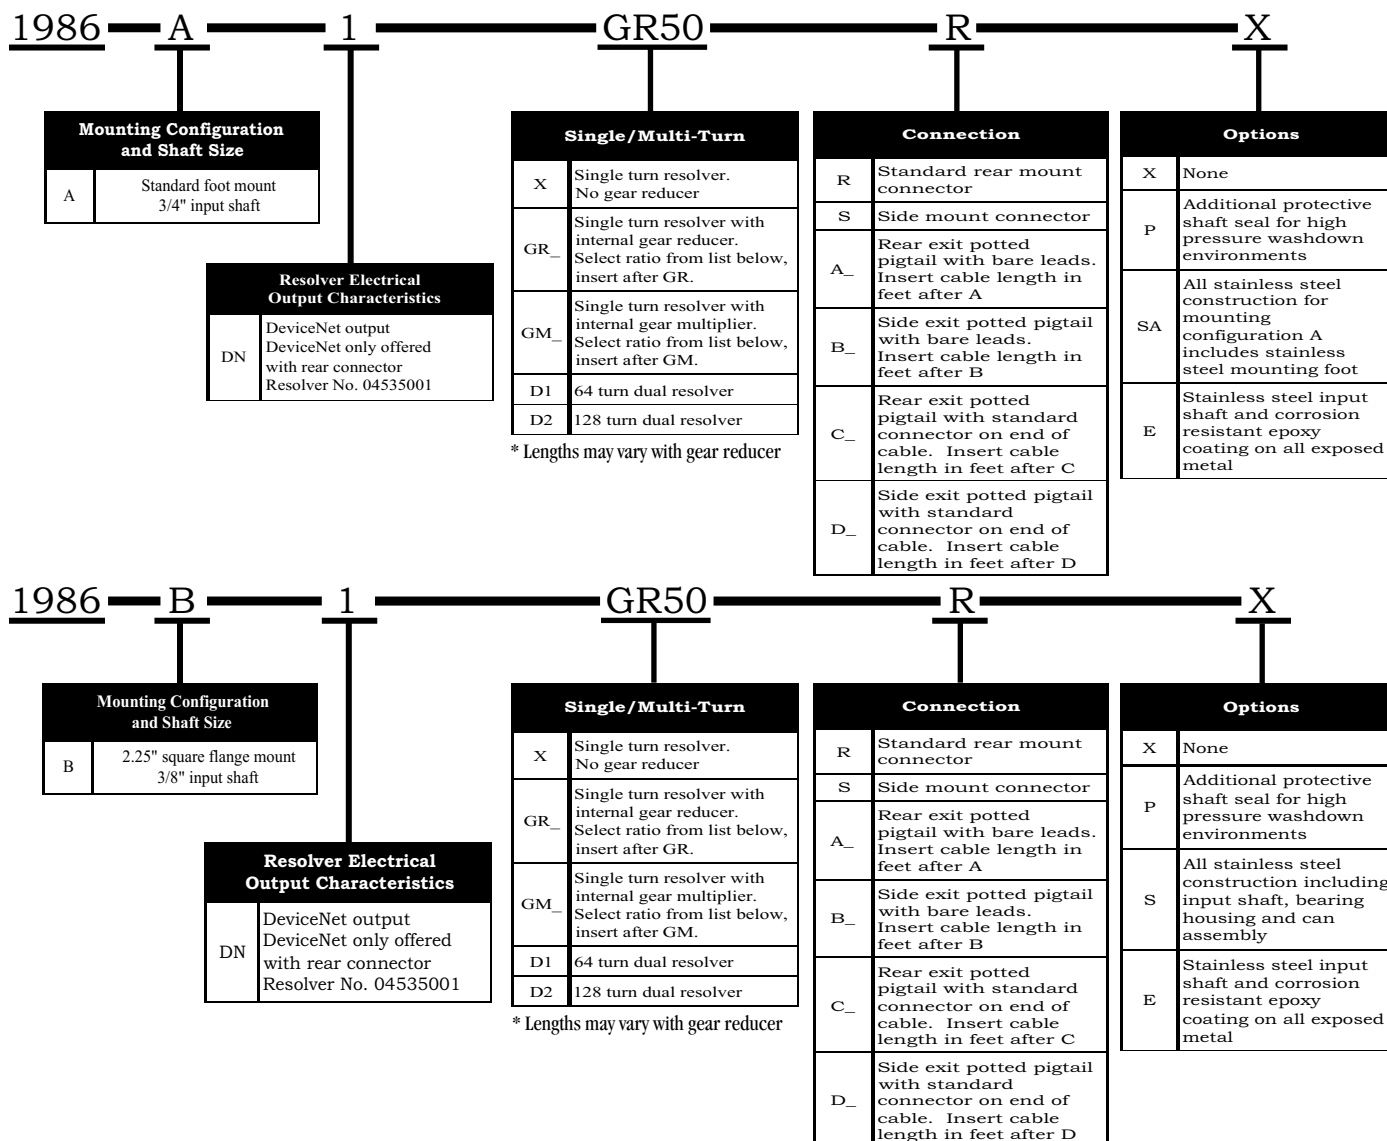 1986 A 1 GR50 R X
Mounting Configuration
and Shaft Size
A
Standard foot mount
3/4" input shaft
Resolver Electrical
Output Characteristics
DN
DeviceNet output
DeviceNet only offered
with rear connector
Resolver No. 04535001
Single/Multi-Turn
X
Single turn resolver.
No gear reducer
GR_
Single turn resolver with
internal gear reducer.
Select ratio from list below,
insert after GR.
GM_
Single turn resolver with
internal gear multiplier.
Select ratio from list below,
insert after GM.
D1
64 turn dual resolver
D2
128 turn dual resolver
* Lengths may vary with gear reducer
Connection
R
Standard rear mount
connector
S
Side mount connector
A_
Rear exit potted
pigtail with bare leads.
Insert cable length in
feet after A
B_
Side exit potted pigtail
with bare leads.
Insert cable length in
feet after B
C_
Rear exit potted
pigtail with standard
connector on end of
cable. Insert cable
length in feet after C
D_
Side exit potted pigtail
with standard
connector on end of
cable. Insert cable
length in feet after D
Options
X
None
P
Additional protective
shaft seal for high
pressure washdown
environments
SA
All stainless steel
construction for
mounting
configuration A
includes stainless
steel mounting foot
E
Stainless steel input
shaft and corrosion
resistant epoxy
coating on all exposed
metal
1986 B 1 GR50 R X
Mounting Configuration
and Shaft Size
B
2.25" square flange mount
3/8" input shaft
Resolver Electrical
Output Characteristics
DN
DeviceNet output
DeviceNet only offered
with rear connector
Resolver No. 04535001
Single/Multi-Turn
X
Single turn resolver.
No gear reducer
GR_
Single turn resolver with
internal gear reducer.
Select ratio from list below,
insert after GR.
GM_
Single turn resolver with
internal gear multiplier.
Select ratio from list below,
insert after GM.
D1
64 turn dual resolver
D2
128 turn dual resolver
* Lengths may vary with gear reducer
Connection
R
Standard rear mount
connector
S
Side mount connector
A_
Rear exit potted
pigtail with bare leads.
Insert cable length in
feet after A
B_
Side exit potted pigtail
with bare leads.
Insert cable length in
feet after B
C_
Rear exit potted
pigtail with standard
connector on end of
cable. Insert cable
length in feet after C
D_
Side exit potted pigtail
with standard
connector on end of
cable. Insert cable
length in feet after D
Options
X
None
P
Additional protective
shaft seal for high
pressure washdown
environments
S
All stainless steel
construction including
input shaft, bearing
housing and can
assembly
E
Stainless steel input
shaft and corrosion
resistant epoxy
coating on all exposed
metal